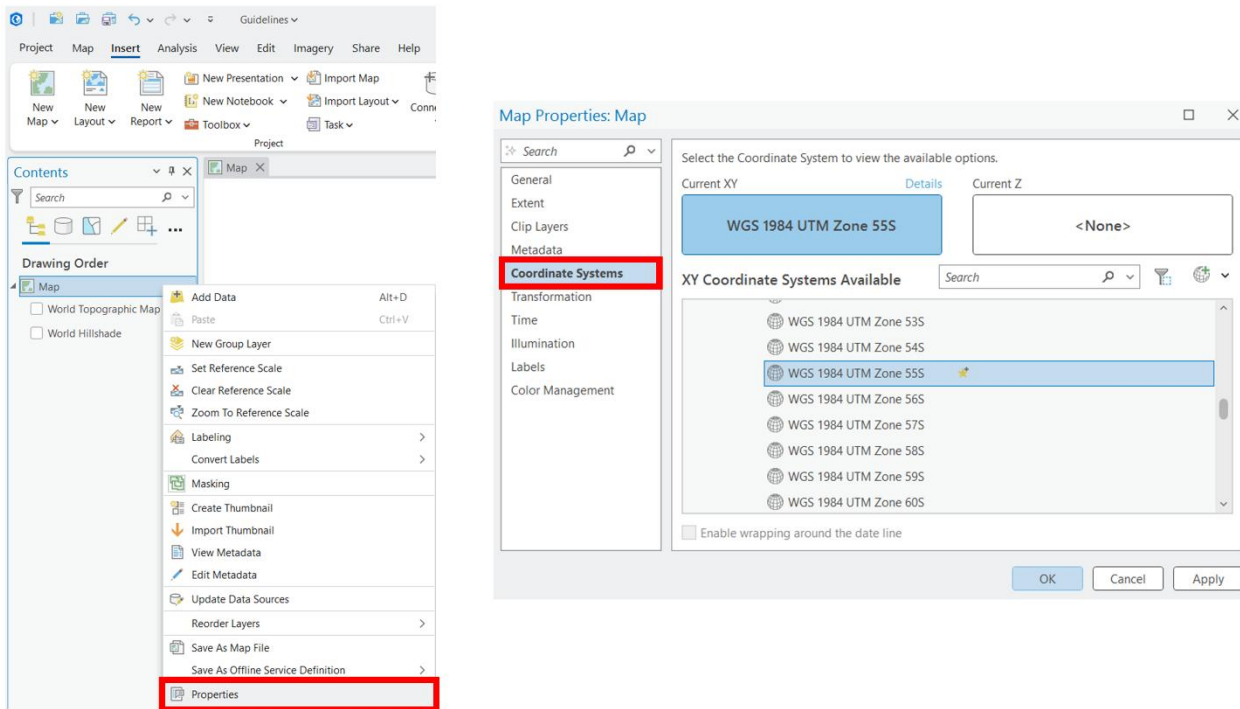 Guidelines
Project Map Insert Analysis View Edit Imagery Share Help
New Map
New Layout
New Report
New Presentation
New Notebook
Toolbox
Import Map
Import Layout
Task
Project
Contents
Search
Drawing Order
Map
World Topographic Map
World Hillshade
Map
Add Data Alt+D
Paste Ctrl+V
New Group Layer
Set Reference Scale
Clear Reference Scale
Zoom To Reference Scale
Labeling
Convert Labels
Masking
Create Thumbnail
Import Thumbnail
View Metadata
Edit Metadata
Update Data Sources
Reorder Layers
Save As Map File
Save As Offline Service Definition
Properties
Map Properties: Map
Search
General
Extent
Clip Layers
Metadata
Coordinate Systems
Transformation
Time
Illumination
Labels
Color Management
Select the Coordinate System to view the available options.
Current XY Details Current Z
WGS 1984 UTM Zone 55S <None>
XY Coordinate Systems Available Search
WGS 1984 UTM Zone 53S
WGS 1984 UTM Zone 54S
WGS 1984 UTM Zone 55S
WGS 1984 UTM Zone 56S
WGS 1984 UTM Zone 57S
WGS 1984 UTM Zone 58S
WGS 1984 UTM Zone 59S
WGS 1984 UTM Zone 60S
Enable wrapping around the date line
OK Cancel Apply